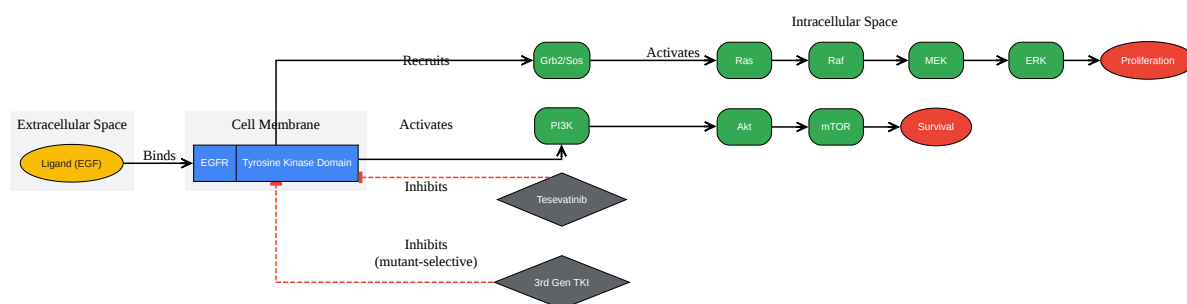 Intracellular Space
Recruits
Grb2/Sos
Activates
Ras
Raf
MEK
ERK
Proliferation
Extracellular Space
Cell Membrane
Activates
PI3K
Akt
mTOR
Survival
Ligand (EGF)
Binds
EGFR
Tyrosine Kinase Domain
Inhibits
Tesevatinib
Inhibits
(mutant-selective)
3rd Gen TKI